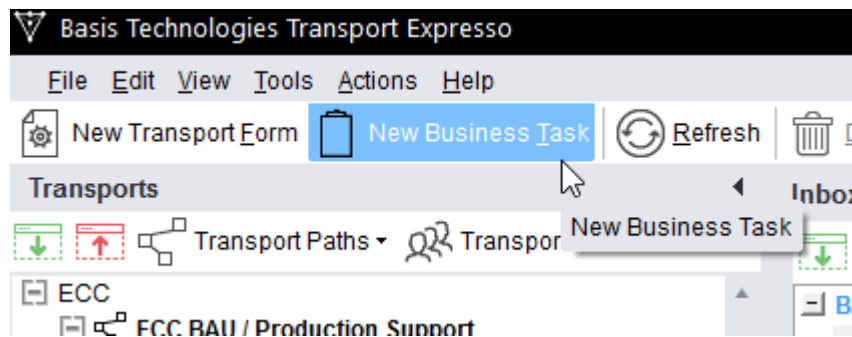 Basis Technologies Transport Expresso
File Edit View Tools Actions Help
New Transport Form New Business Task Refresh
Transports
Inbox
Transport Paths
New Business Task
ECC
ECC BAU / Production Support